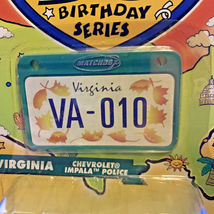 BIRTHDAY
SERIES
MATCHBOX
Virginia
VA-010
VIRGINIA
CHEVROLET®
IMPALA™ POLICE